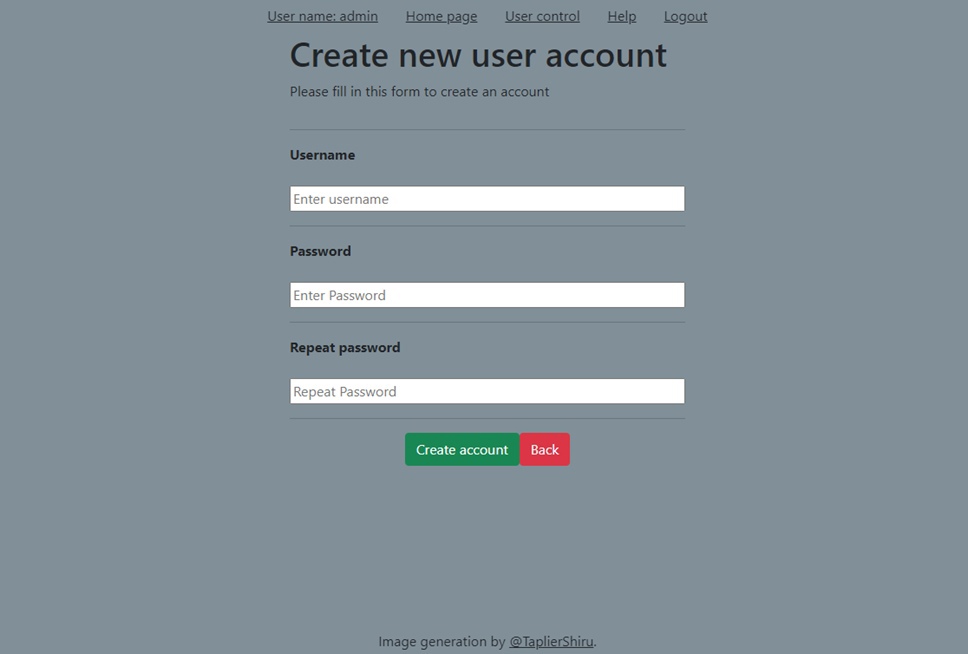 User name: admin Home page User control Help Logout
Create new user account
Please fill in this form to create an account
Username
Enter username
Password
Enter Password
Repeat password
Repeat Password
Create account Back
Image generation by @TaplierShiru.